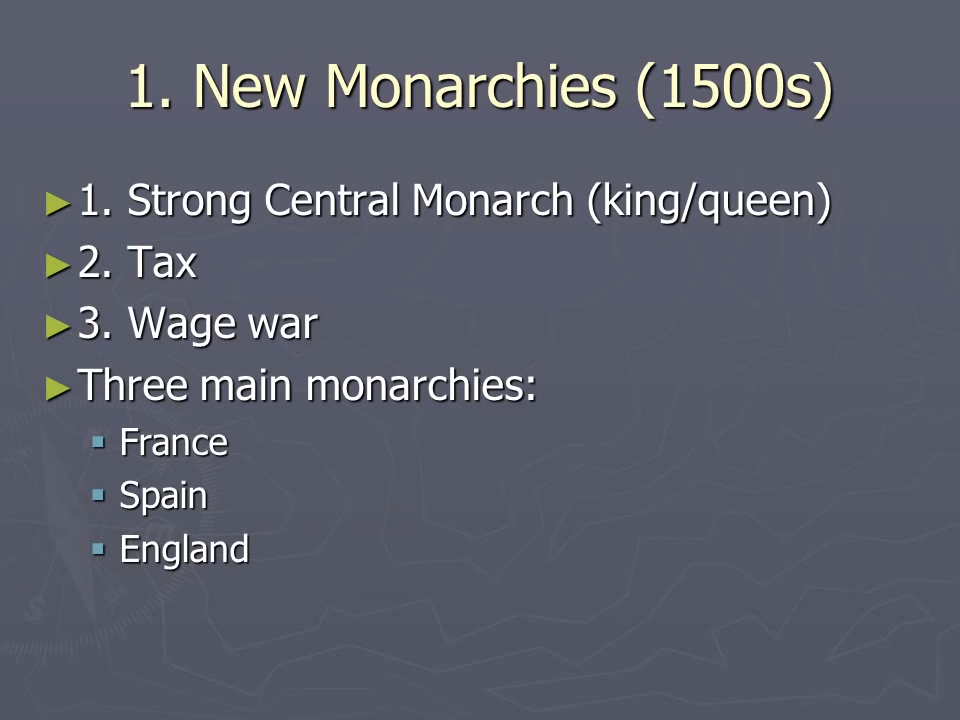 1. New Monarchies (1500s)
► 1. Strong Central Monarch (king/queen)
► 2. Tax
► 3. Wage war
► Three main monarchies:
▪ France
▪ Spain
▪ England